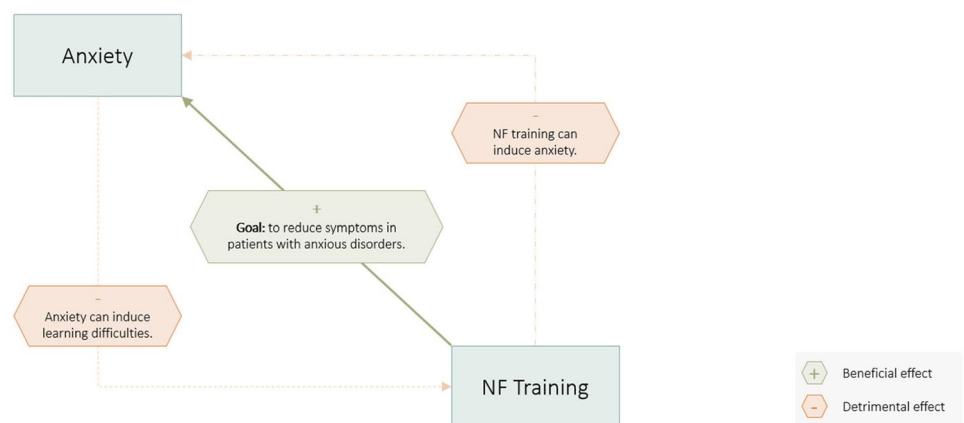 Anxiety
-
NF training can
induce anxiety.
+
Goal: to reduce symptoms in
patients with anxious disorders.
-
Anxiety can induce
learning difficulties.
NF Training
+ Beneficial effect
- Detrimental effect